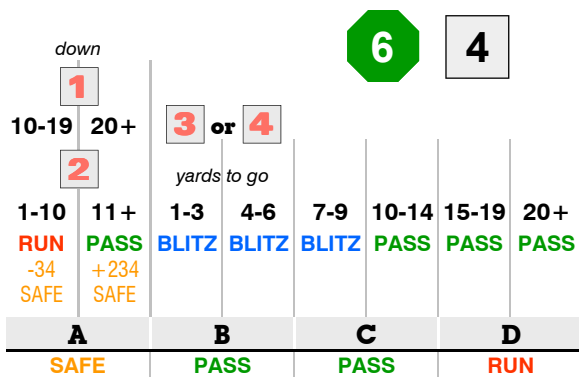 6 4
down
1
10-19 20+ 3 or 4
2
yards to go
1-10 11+ 1-3 4-6 7-9 10-14 15-19 20+
RUN PASS BLITZ BLITZ BLITZ PASS PASS PASS
-34 +234
SAFE SAFE
A B C D
SAFE PASS PASS RUN